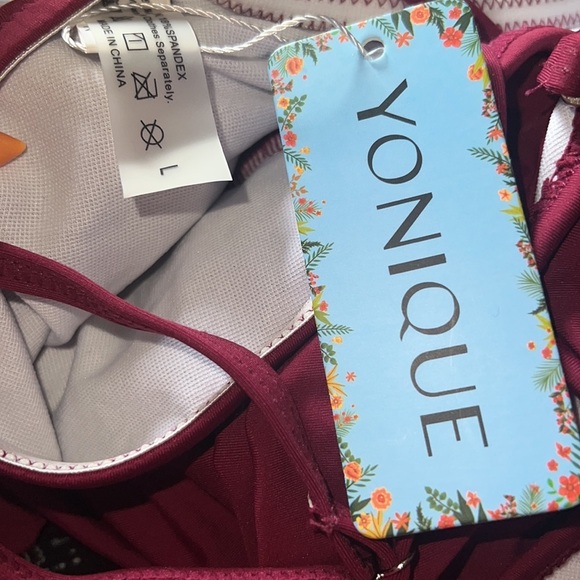 SPANDEX
Clothes Separately.
MADE IN CHINA
L
YONIQUE